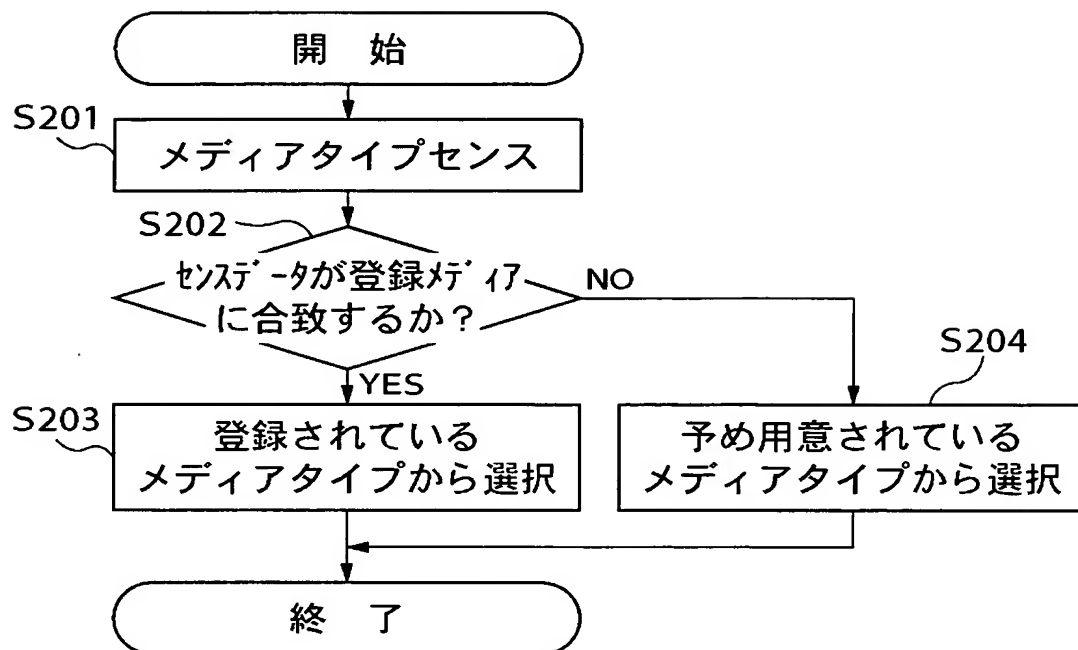 開 始
S201
メディアタイプセンス
S202
センスデータが登録メディア
に合致するか?
NO
YES
S203
登録されている
メディアタイプから選択
S204
予め用意されている
メディアタイプから選択
終 了